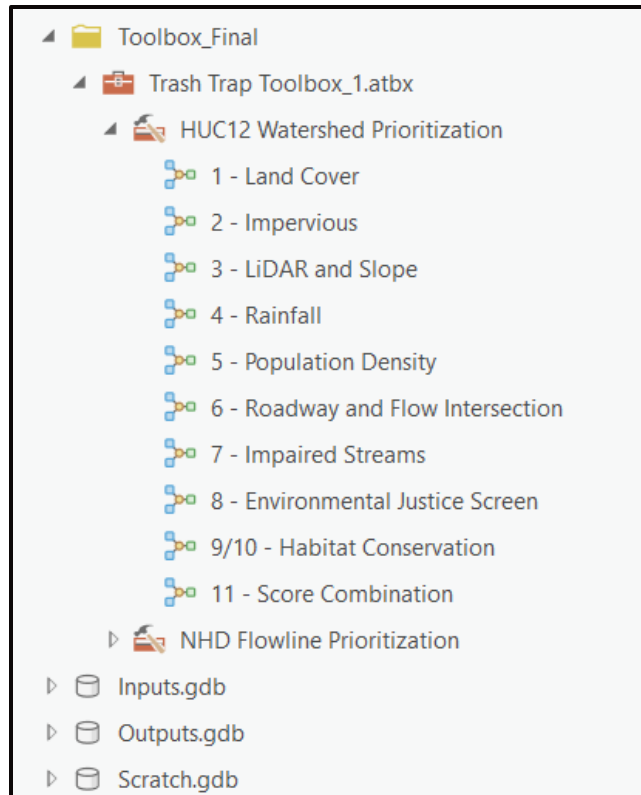 Toolbox_Final
Trash Trap Toolbox_1.atbx
HUC12 Watershed Prioritization
1 - Land Cover
2 - Impervious
3 - LiDAR and Slope
4 - Rainfall
5 - Population Density
6 - Roadway and Flow Intersection
7 - Impaired Streams
8 - Environmental Justice Screen
9/10 - Habitat Conservation
11 - Score Combination
NHD Flowline Prioritization
Inputs.gdb
Outputs.gdb
Scratch.gdb